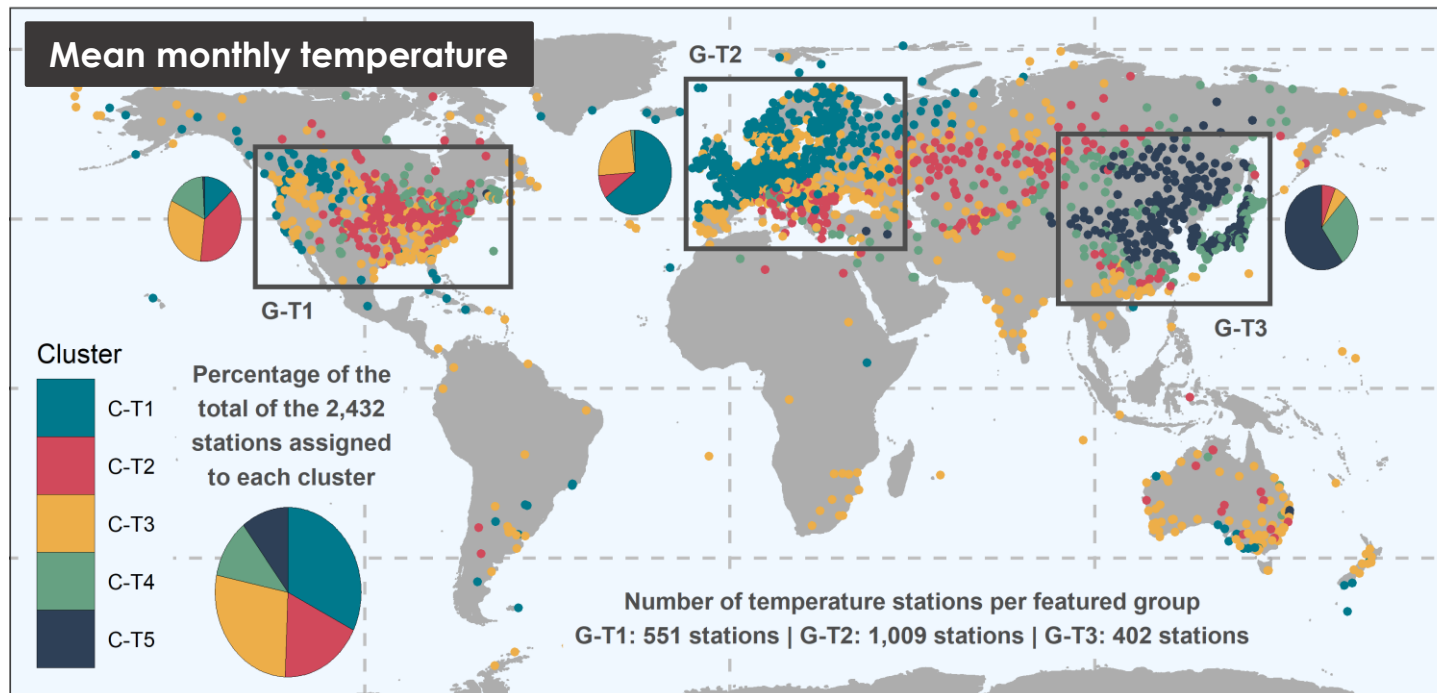 Mean monthly temperature
G-T2
G-T1
G-T3
Cluster
C-T1
C-T2
C-T3
C-T4
C-T5
Percentage of the
total of the 2,432
stations assigned
to each cluster
Number of temperature stations per featured group
G-T1: 551 stations | G-T2: 1,009 stations | G-T3: 402 stations